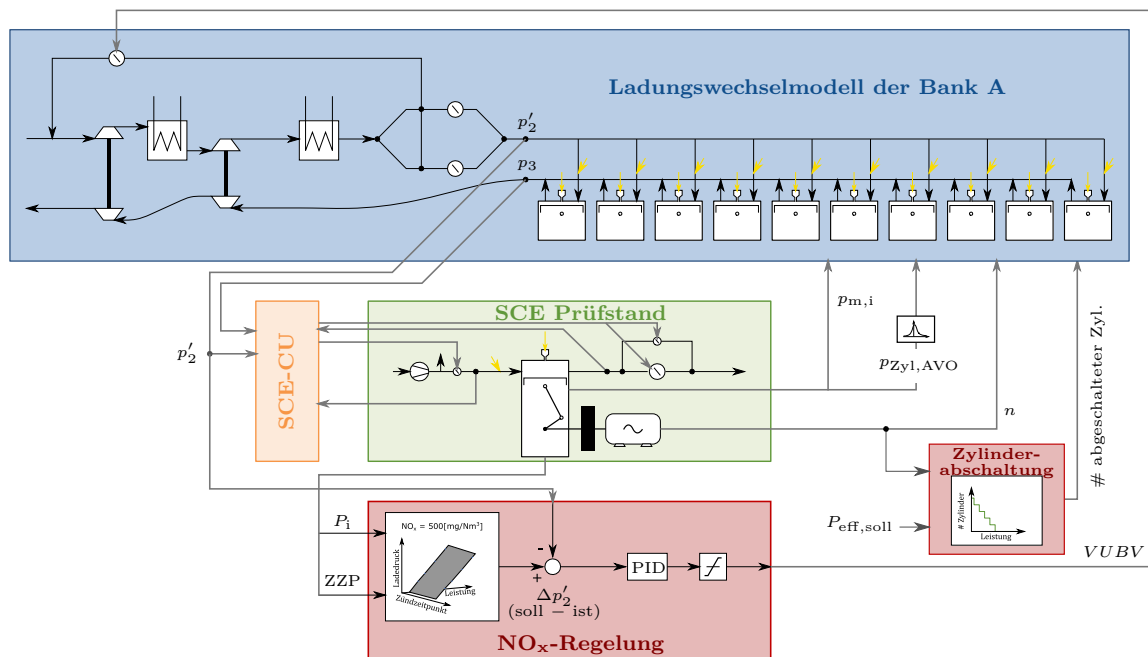 Ladungswechselmodell der Bank A
p′2
p3
pm,i
SCE Prüfstand
p′2
SCE-CU
pZyl,AVO
# abgeschalteter Zyl.
n
Zylinder-
abschaltung
# Zylinder
Leistung
Peff,soll
Pi
ZZP
NOx = 500[mg/Nm³]
Ladedruck
Leistung
Zündzeitpunkt
-
+
Δp′2
(soll − ist)
PID
VUBV
NOx-Regelung